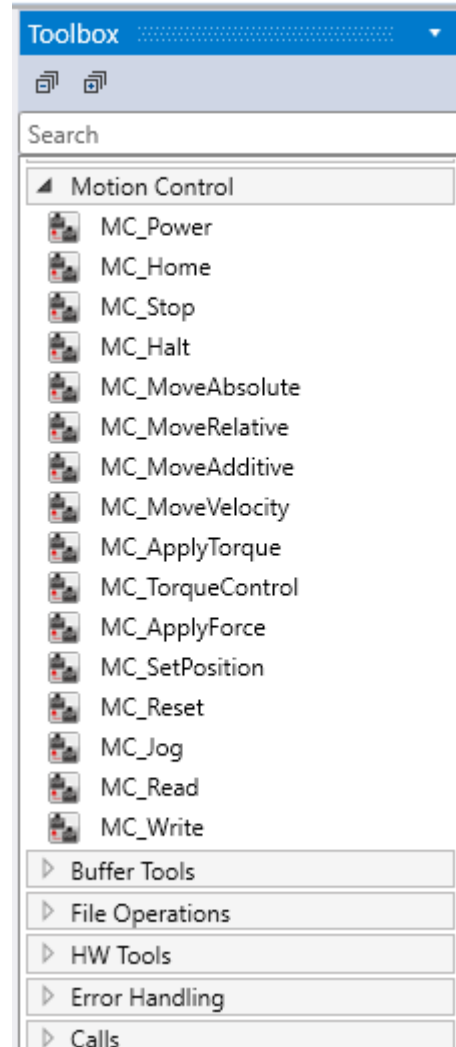 Toolbox
Search
Motion Control
MC_Power
MC_Home
MC_Stop
MC_Halt
MC_MoveAbsolute
MC_MoveRelative
MC_MoveAdditive
MC_MoveVelocity
MC_ApplyTorque
MC_TorqueControl
MC_ApplyForce
MC_SetPosition
MC_Reset
MC_Jog
MC_Read
MC_Write
Buffer Tools
File Operations
HW Tools
Error Handling
Calls